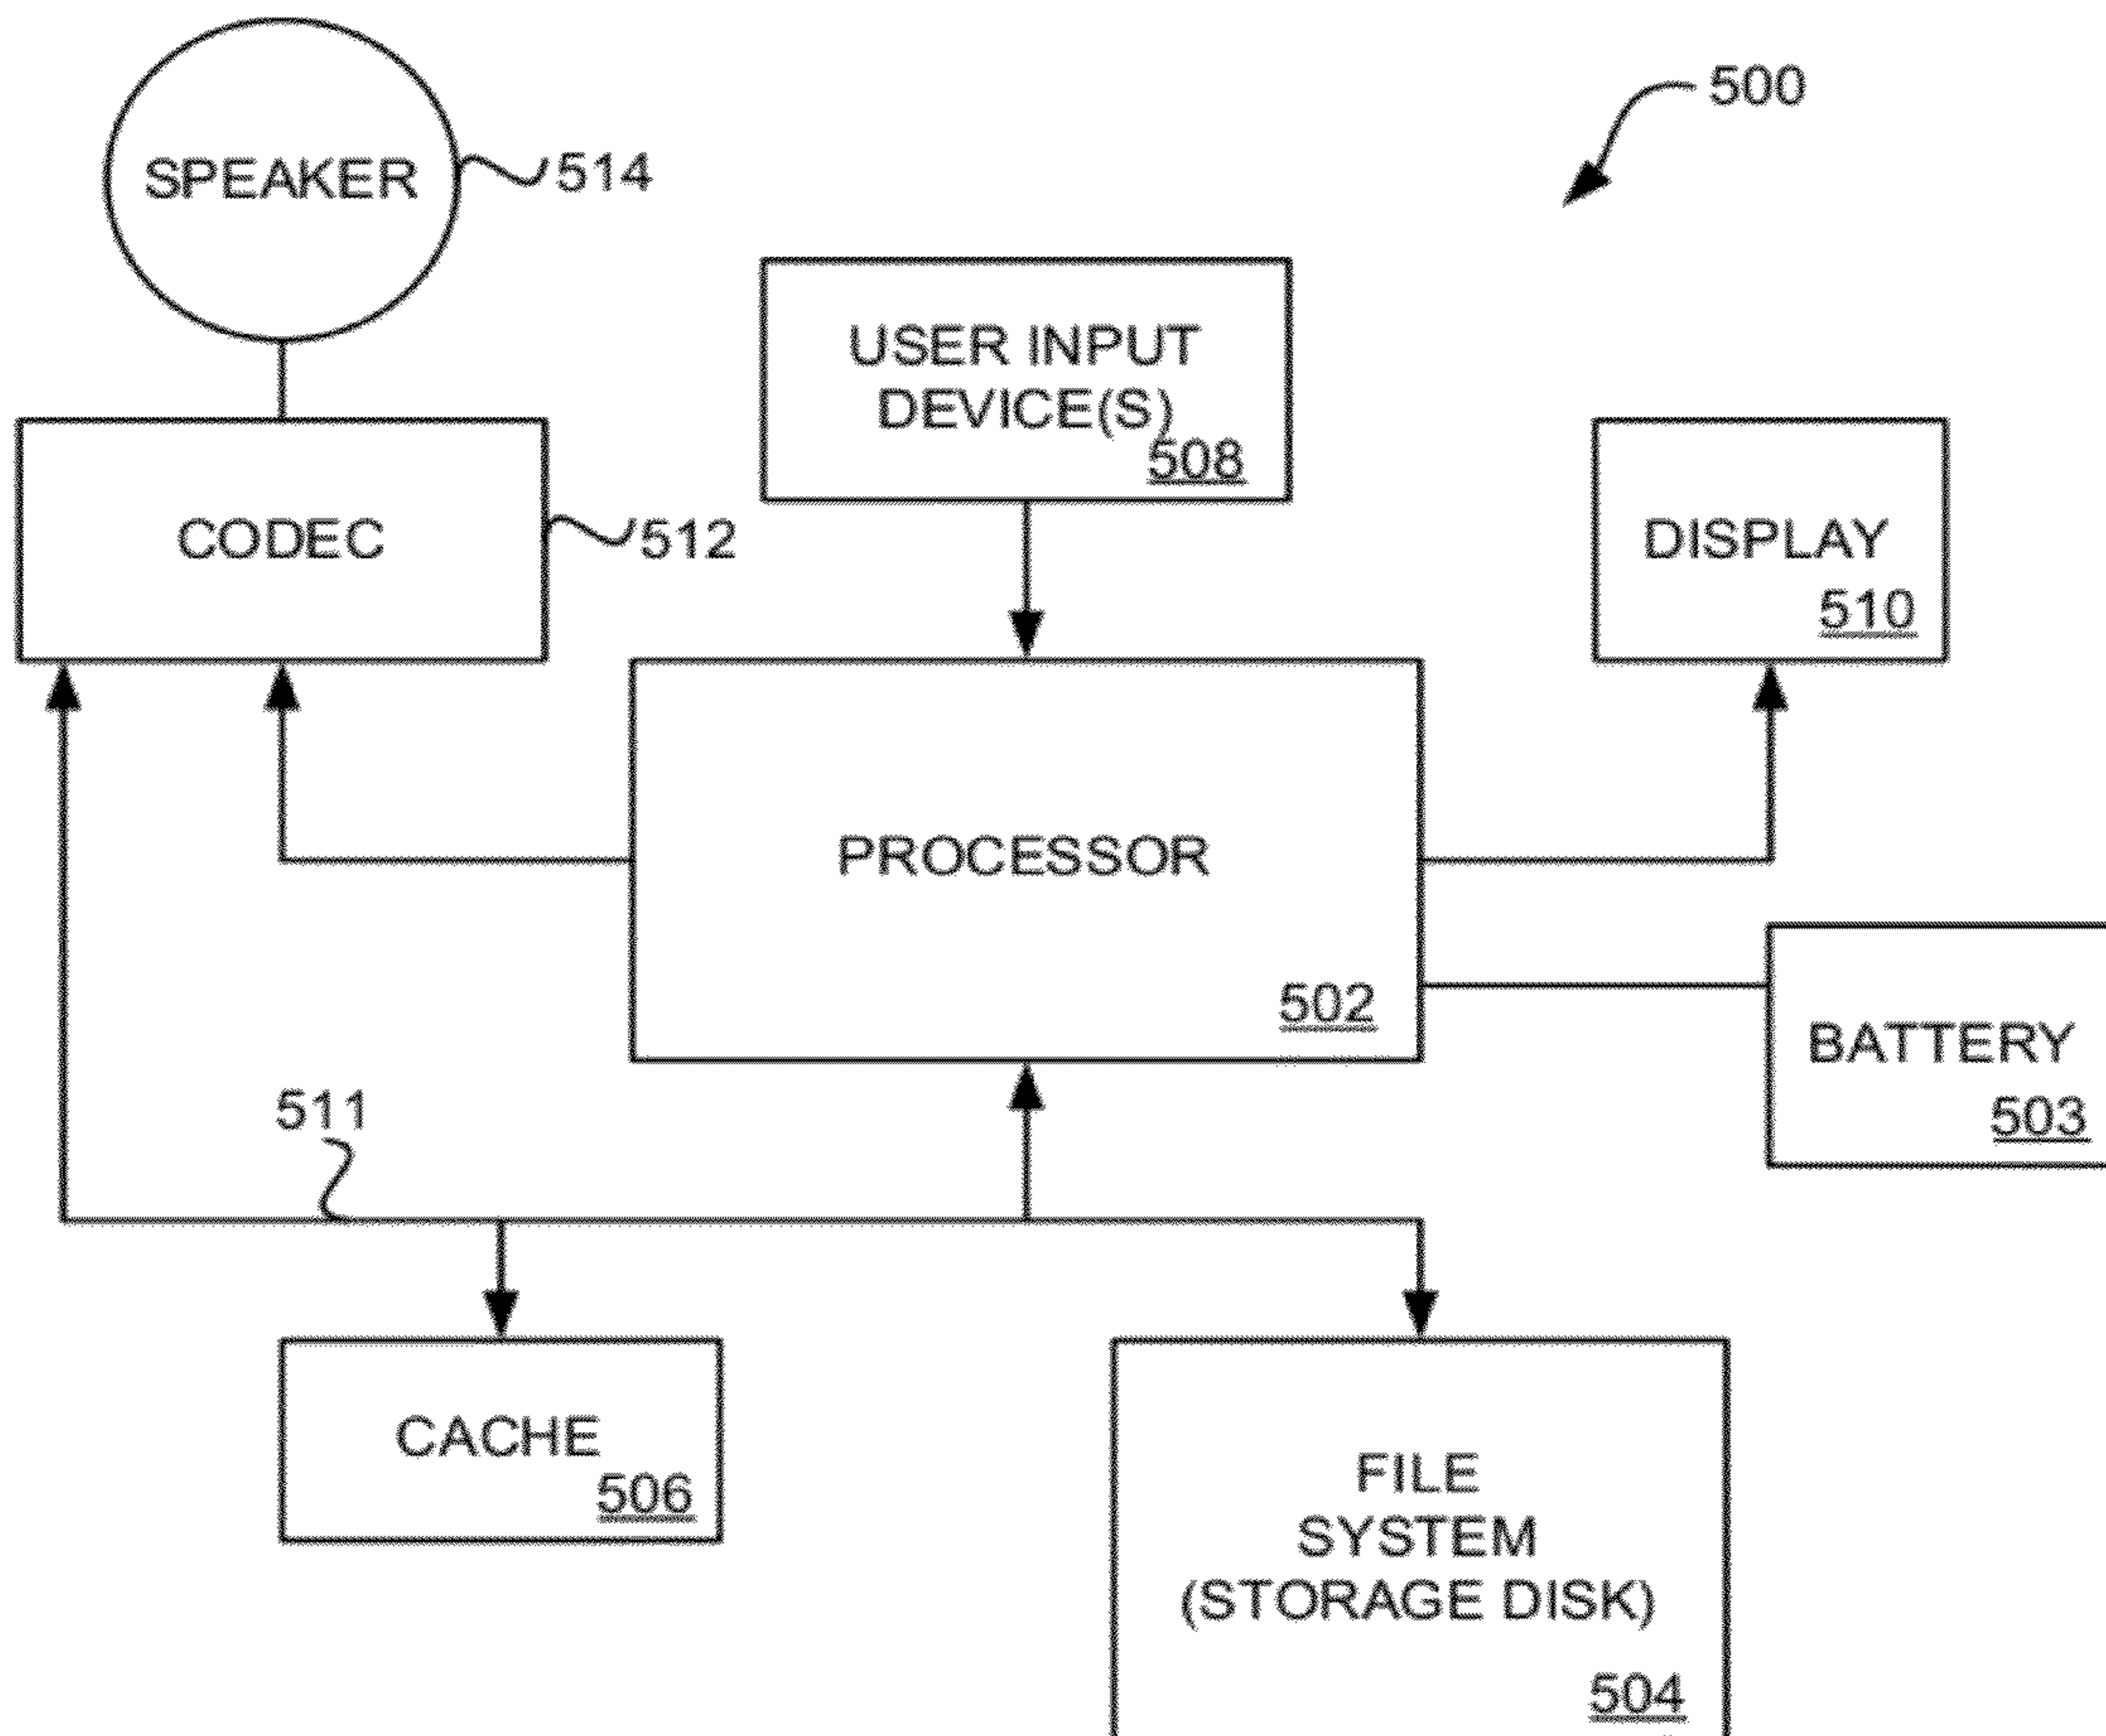 500
SPEAKER
514
USER INPUT
DEVICE(S)
508
CODEC
512
DISPLAY
510
PROCESSOR
502
BATTERY
503
511
CACHE
506
FILE
SYSTEM
(STORAGE DISK)
504